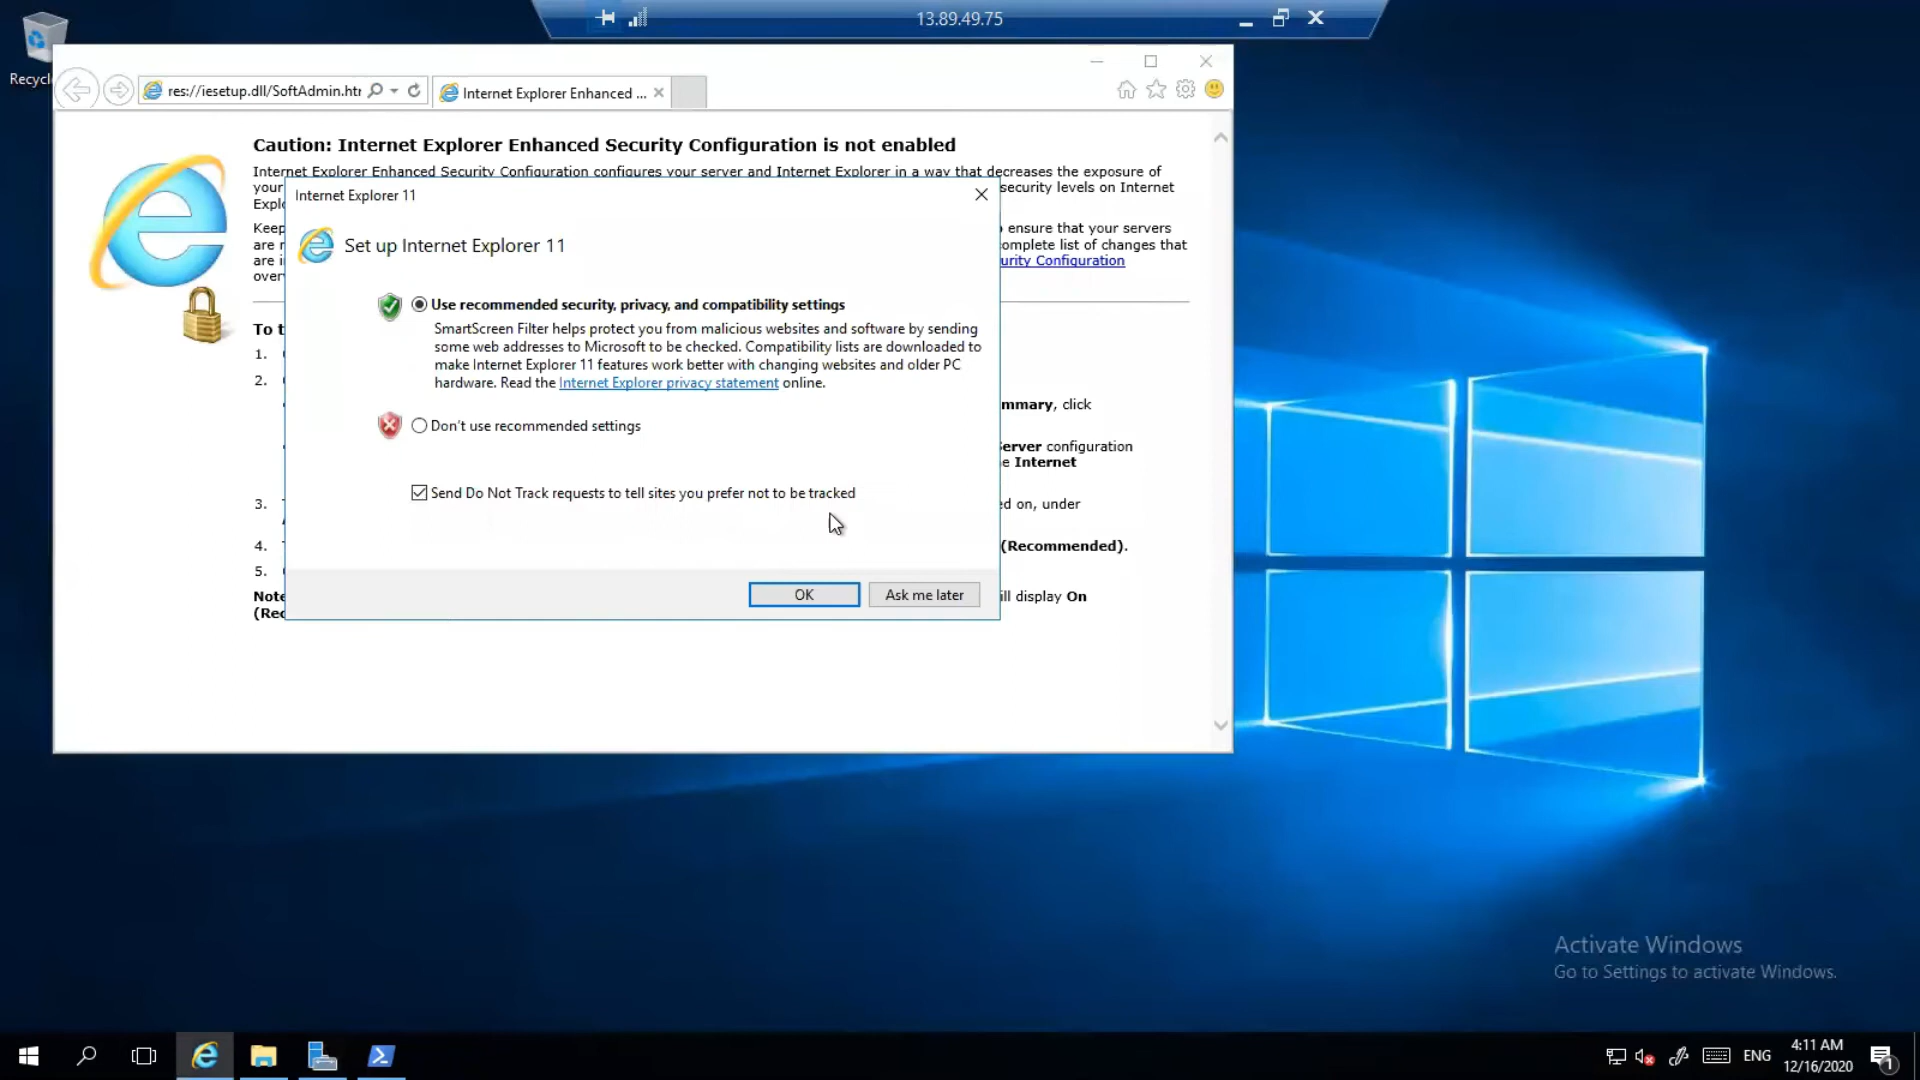 13.89.49.75
Recycl
res://iesetup.dll/SoftAdmin.htr
Internet Explorer Enhanced ...
Caution: Internet Explorer Enhanced Security Configuration is not enabled
Internet Explorer Enhanced Security Configuration configures your server and Internet Explorer in a way that decreases the exposure of
your security levels on Internet
Expl
Keep ensure that your servers
are r complete list of changes that
are i urity Configuration
over
Internet Explorer 11
Set up Internet Explorer 11
Use recommended security, privacy, and compatibility settings
SmartScreen Filter helps protect you from malicious websites and software by sending
some web addresses to Microsoft to be checked. Compatibility lists are downloaded to
make Internet Explorer 11 features work better with changing websites and older PC
hardware. Read the Internet Explorer privacy statement online.
Don't use recommended settings
Send Do Not Track requests to tell sites you prefer not to be tracked
OK
Ask me later
To t
1.
2.
mmary, click
Server configuration
e Internet
3. d on, under
4. (Recommended).
5.
Note ill display On
(Rec
Activate Windows
Go to Settings to activate Windows.
ENG
4:11 AM
12/16/2020
1